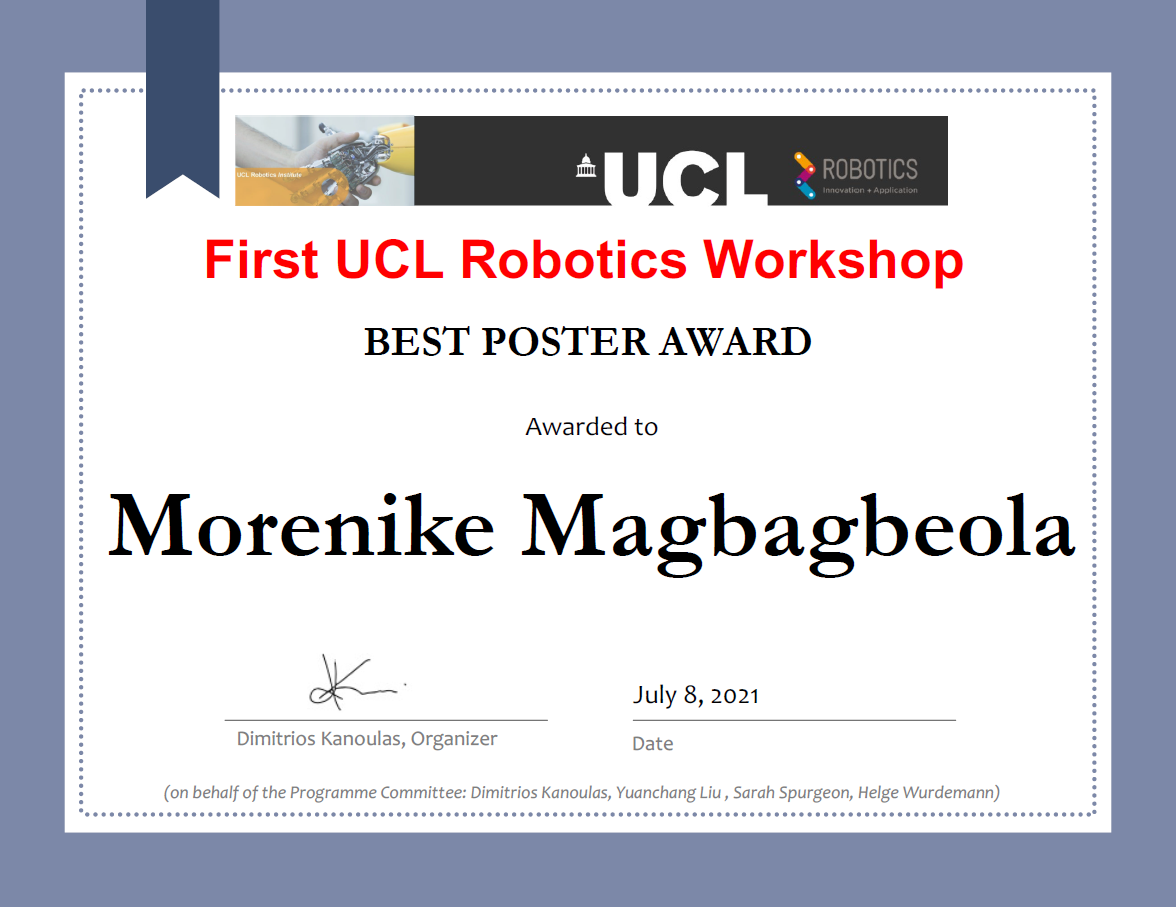 UCL Robotics Institute
UCL
ROBOTICS
Innovation + Application
First UCL Robotics Workshop
BEST POSTER AWARD
Awarded to
Morenike Magbagbeola
July 8, 2021
Dimitrios Kanoulas, Organizer
Date
(on behalf of the Programme Committee: Dimitrios Kanoulas, Yuanchang Liu , Sarah Spurgeon, Helge Wurdemann)